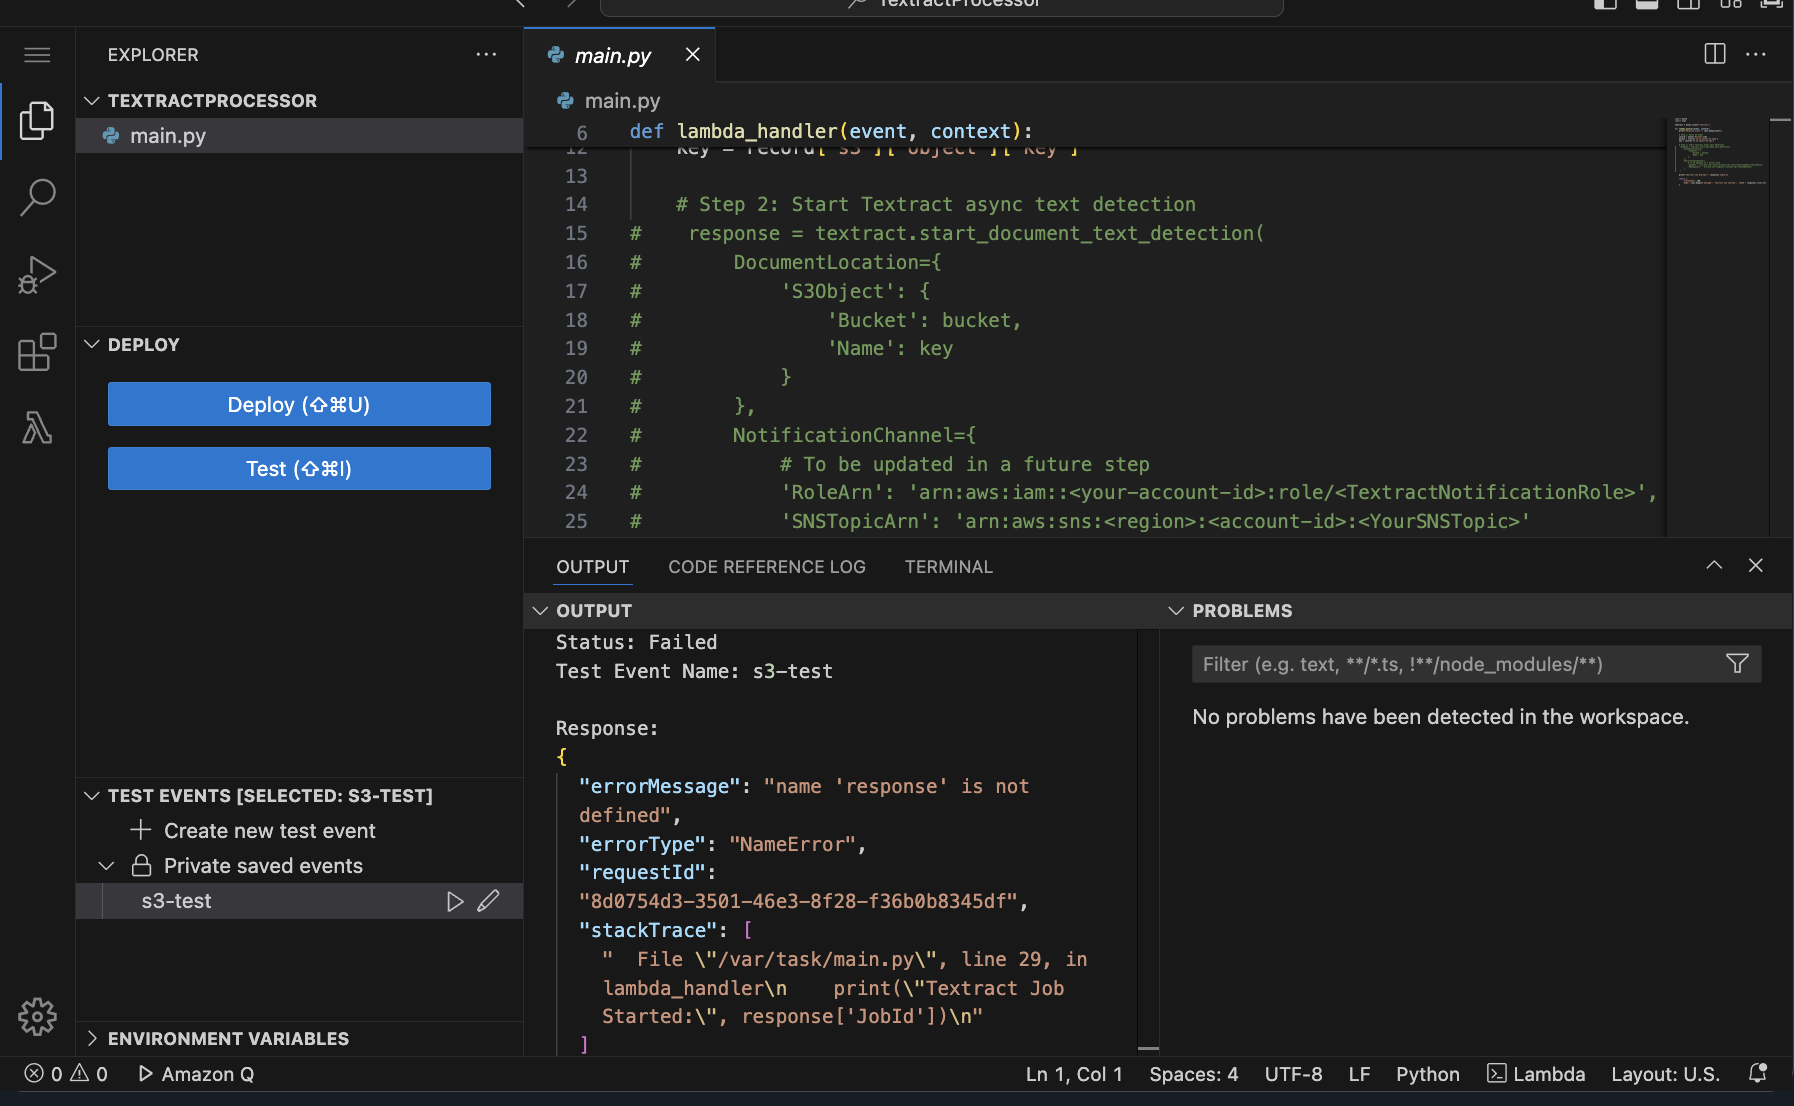 TextractProcessor
EXPLORER
TEXTRACTPROCESSOR
main.py
DEPLOY
Deploy (⇧⌘U)
Test (⇧⌘I)
TEST EVENTS [SELECTED: S3-TEST]
Create new test event
Private saved events
s3-test
ENVIRONMENT VARIABLES
main.py
main.py
6 def lambda_handler(event, context):
12 key = record['s3']['object']['key']
13
14 # Step 2: Start Textract async text detection
15 # response = textract.start_document_text_detection(
16 # DocumentLocation={
17 # 'S3Object': {
18 # 'Bucket': bucket,
19 # 'Name': key
20 # }
21 # },
22 # NotificationChannel={
23 # # To be updated in a future step
24 # 'RoleArn': 'arn:aws:iam::<your-account-id>:role/<TextractNotificationRole>',
25 # 'SNSTopicArn': 'arn:aws:sns:<region>:<account-id>:<YourSNSTopic>'
OUTPUT CODE REFERENCE LOG TERMINAL
OUTPUT
Status: Failed
Test Event Name: s3-test
Response:
{
"errorMessage": "name 'response' is not
defined",
"errorType": "NameError",
"requestId":
"8d0754d3-3501-46e3-8f28-f36b0b8345df",
"stackTrace": [
"  File \"/var/task/main.py\", line 29, in
lambda_handler\n    print(\"Textract Job
Started:\", response['JobId'])\n"
]
PROBLEMS
Filter (e.g. text, **/*.ts, !**/node_modules/**)
No problems have been detected in the workspace.
0 0 Amazon Q Ln 1, Col 1 Spaces: 4 UTF-8 LF Python Lambda Layout: U.S.